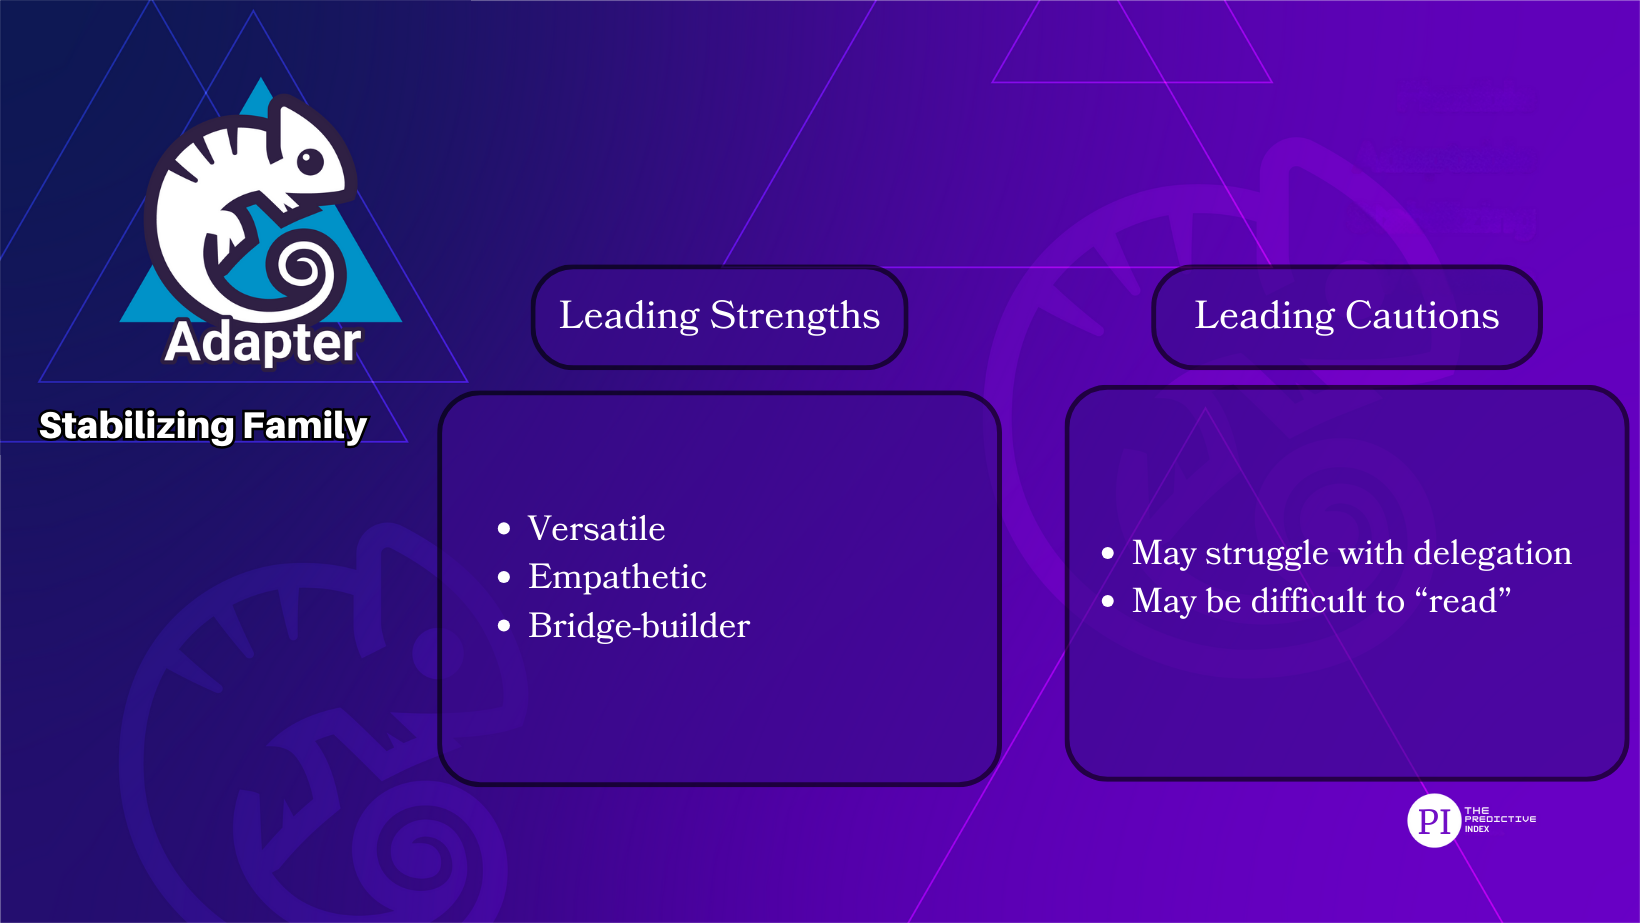 Adapter
Stabilizing Family
Leading Strengths
• Versatile
• Empathetic
• Bridge-builder
Leading Cautions
• May struggle with delegation
• May be difficult to “read”
PI
THE
PREDICTIVE
INDEX